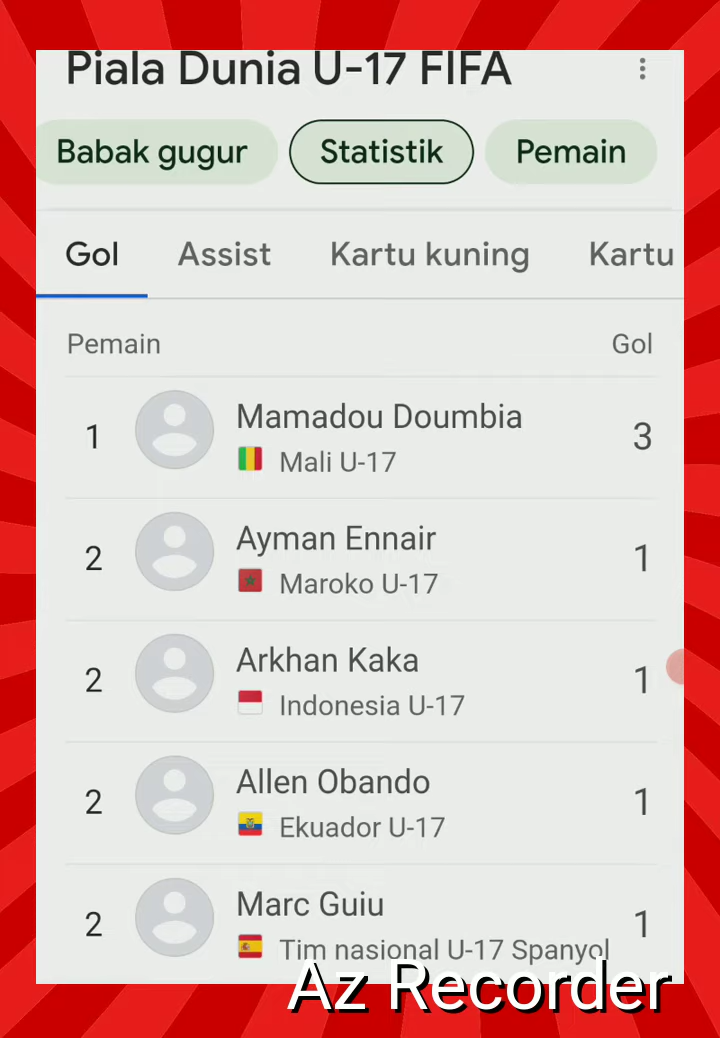 Piala Dunia U-17 FIFA
Babak gugur Statistik Pemain
Gol Assist Kartu kuning Kartu
Pemain Gol
1 Mamadou Doumbia 3
Mali U-17
2 Ayman Ennair 1
Maroko U-17
2 Arkhan Kaka 1
Indonesia U-17
2 Allen Obando 1
Ekuador U-17
2 Marc Guiu 1
Tim nasional U-17 Spanyol
Az Recorder